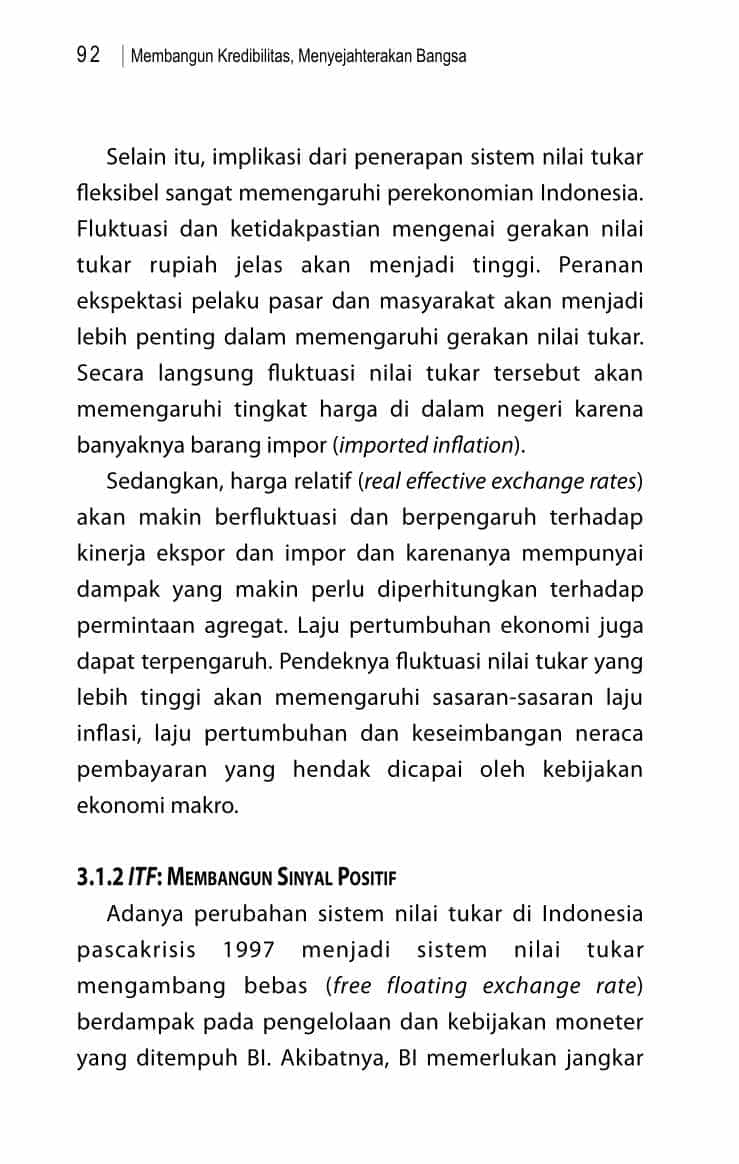 92 | Membangun Kredibilitas, Menyejahterakan Bangsa
Selain itu, implikasi dari penerapan sistem nilai tukar
fleksibel sangat memengaruhi perekonomian Indonesia.
Fluktuasi dan ketidakpastian mengenai gerakan nilai
tukar rupiah jelas akan menjadi tinggi. Peranan
ekspektasi pelaku pasar dan masyarakat akan menjadi
lebih penting dalam memengaruhi gerakan nilai tukar.
Secara langsung fluktuasi nilai tukar tersebut akan
memengaruhi tingkat harga di dalam negeri karena
banyaknya barang impor (imported inflation).
Sedangkan, harga relatif (real effective exchange rates)
akan makin berfluktuasi dan berpengaruh terhadap
kinerja ekspor dan impor dan karenanya mempunyai
dampak yang makin perlu diperhitungkan terhadap
permintaan agregat. Laju pertumbuhan ekonomi juga
dapat terpengaruh. Pendeknya fluktuasi nilai tukar yang
lebih tinggi akan memengaruhi sasaran-sasaran laju
inflasi, laju pertumbuhan dan keseimbangan neraca
pembayaran yang hendak dicapai oleh kebijakan
ekonomi makro.
3.1.2 ITF: Membangun Sinyal Positif
Adanya perubahan sistem nilai tukar di Indonesia
pascakrisis 1997 menjadi sistem nilai tukar
mengambang bebas (free floating exchange rate)
berdampak pada pengelolaan dan kebijakan moneter
yang ditempuh BI. Akibatnya, BI memerlukan jangkar